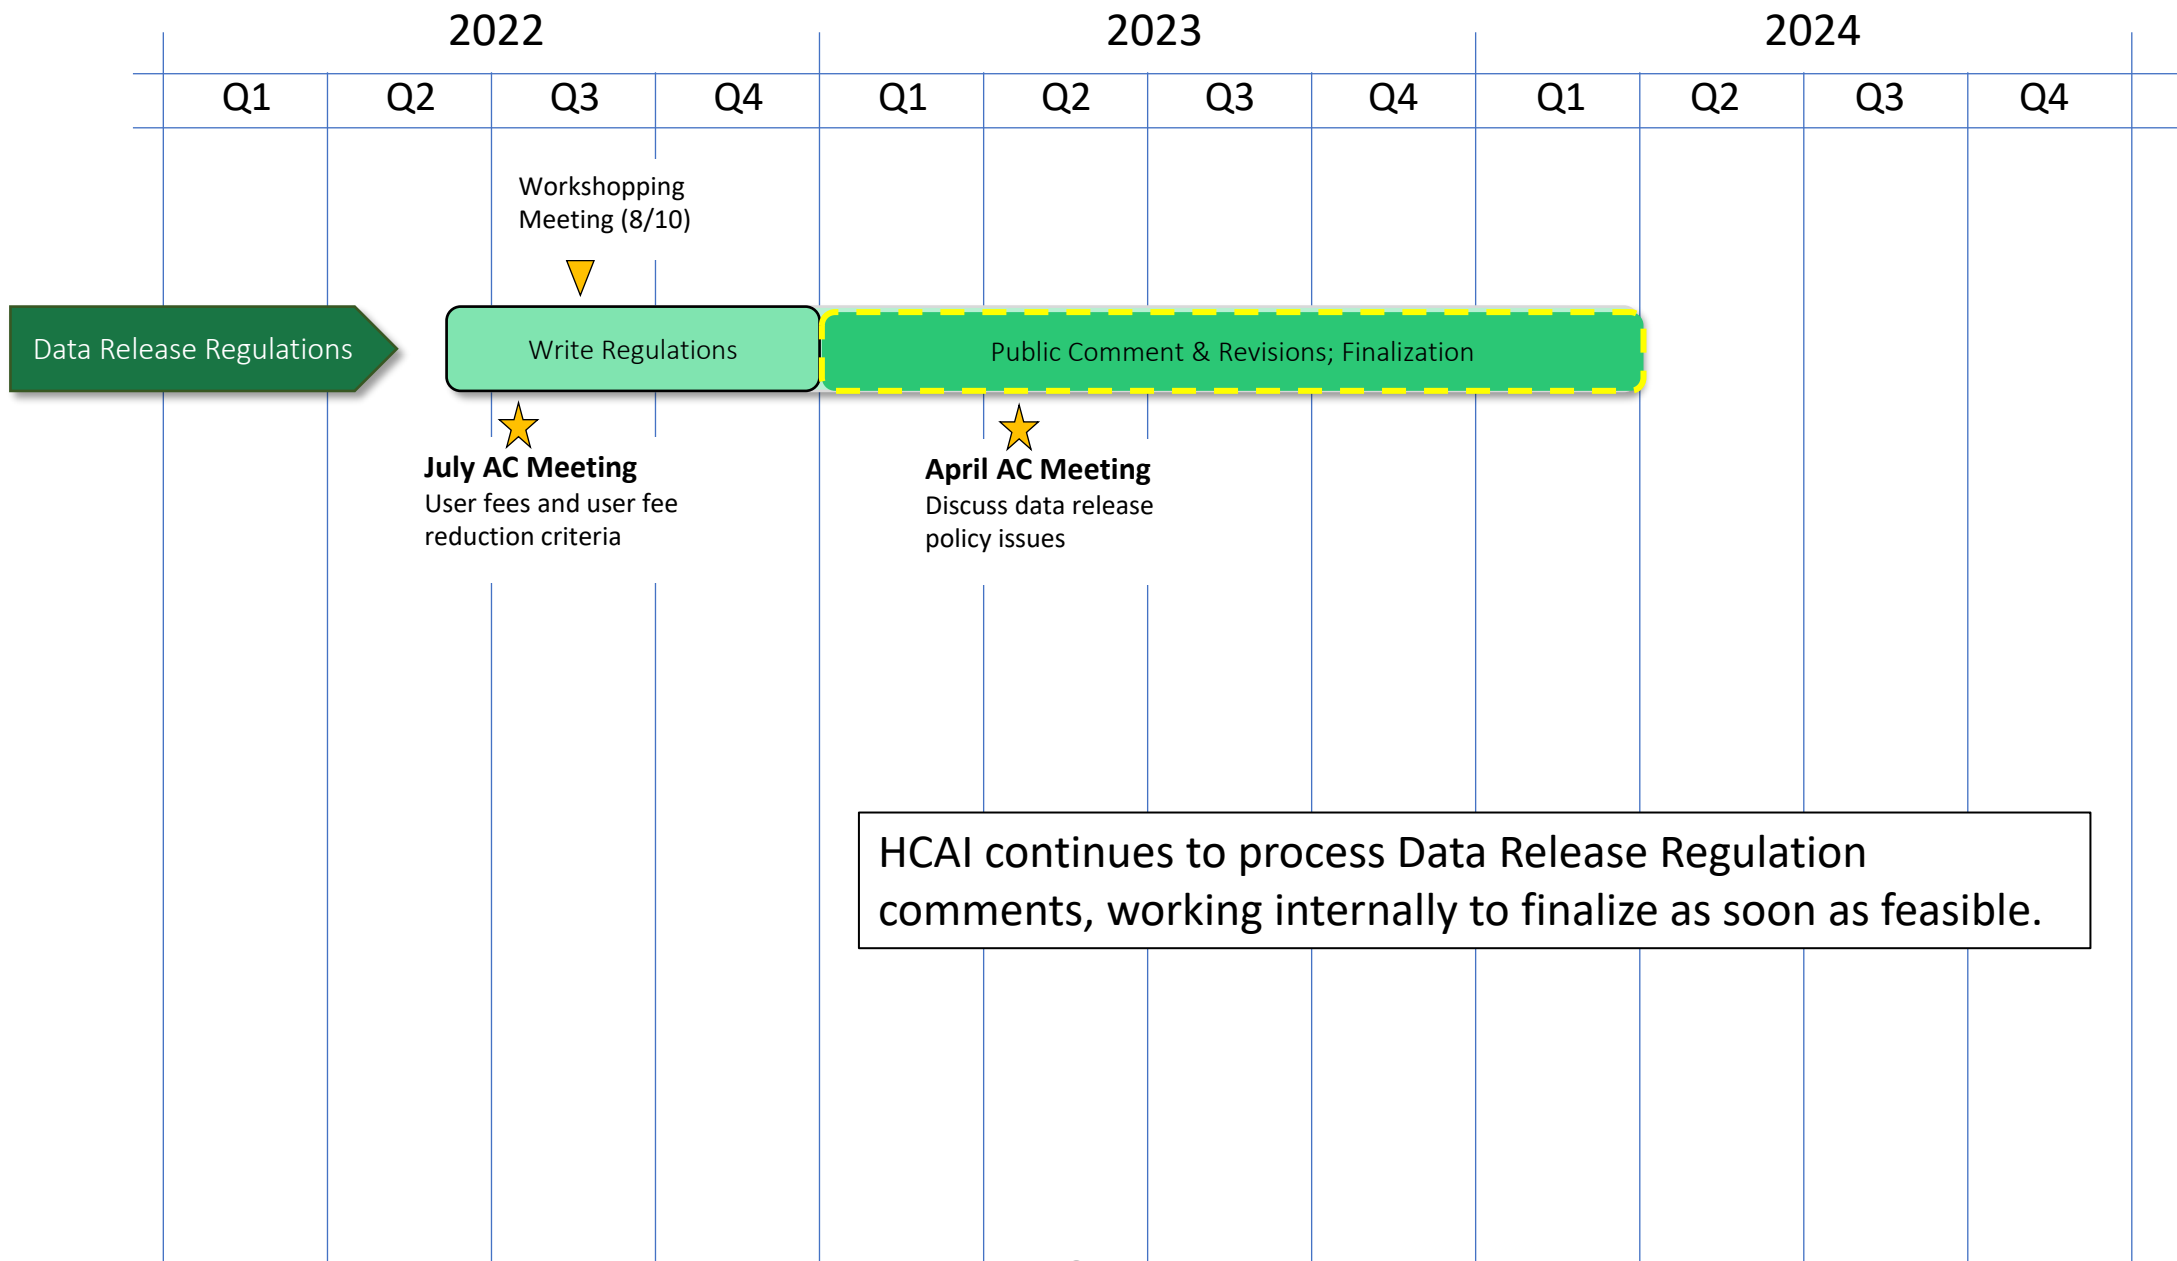 2022 2023 2024
Q1 Q2 Q3 Q4 Q1 Q2 Q3 Q4 Q1 Q2 Q3 Q4
Workshopping
Meeting (8/10)
Data Release Regulations
Write Regulations
Public Comment & Revisions; Finalization
July AC Meeting
User fees and user fee
reduction criteria
April AC Meeting
Discuss data release
policy issues
HCAI continues to process Data Release Regulation
comments, working internally to finalize as soon as feasible.